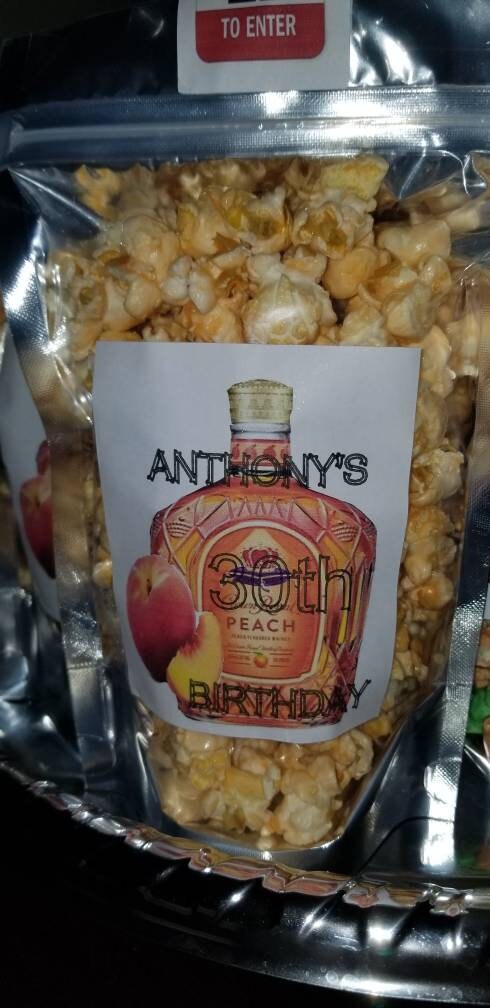 TO ENTER
ANTHONY'S
30th
PEACH
BIRTHDAY